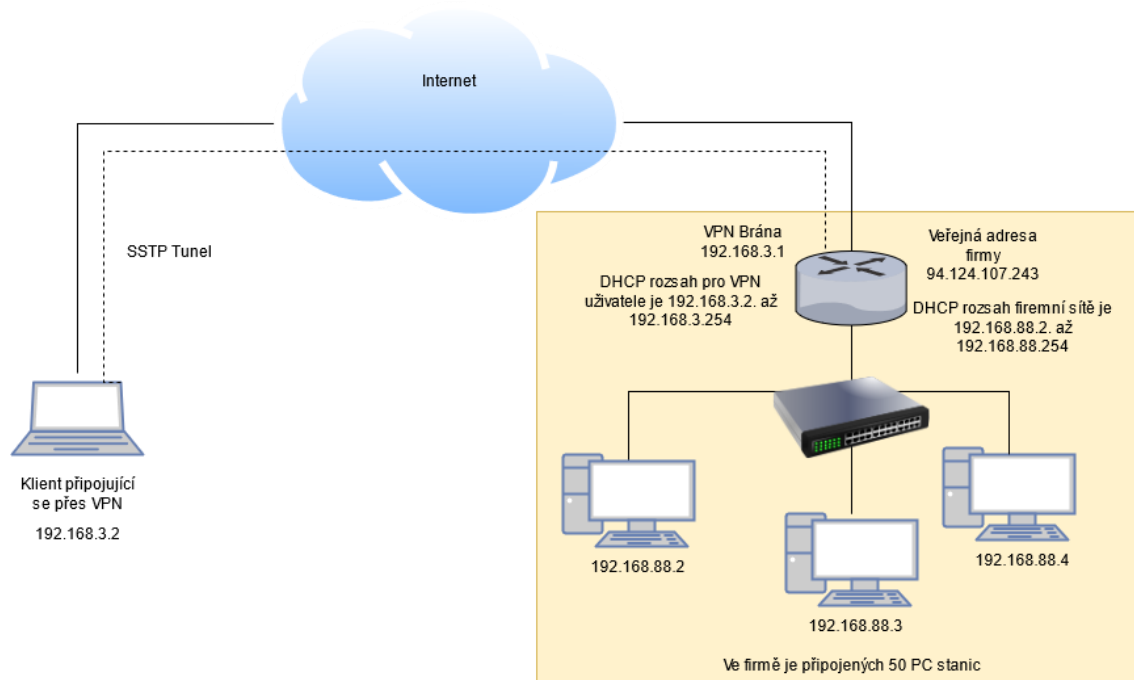 Internet
SSTP Tunel
VPN Brána
192.168.3.1
Veřejná adresa
firmy
94.124.107.243
DHCP rozsah pro VPN
uživatele je 192.168.3.2. až
192.168.3.254
DHCP rozsah firemní sítě je
192.168.88.2. až
192.168.88.254
Klient připojující
se přes VPN
192.168.3.2
192.168.88.2
192.168.88.4
192.168.88.3
Ve firmě je připojených 50 PC stanic